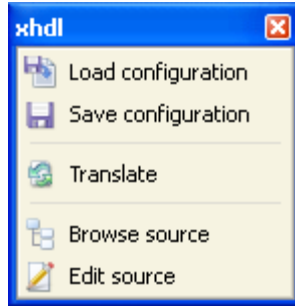 xhdl
Load configuration
Save configuration
Translate
Browse source
Edit source